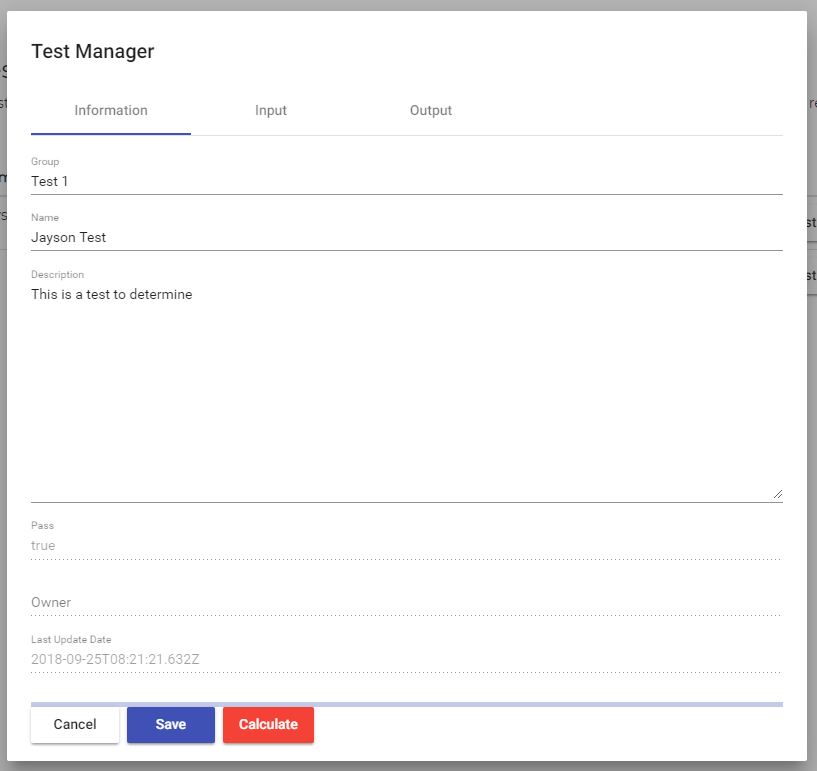 Test Manager
Information Input Output
Group
Test 1
Name
Jayson Test
Description
This is a test to determine
Pass
true
Owner
Last Update Date
2018-09-25T08:21:21.632Z
Cancel Save Calculate